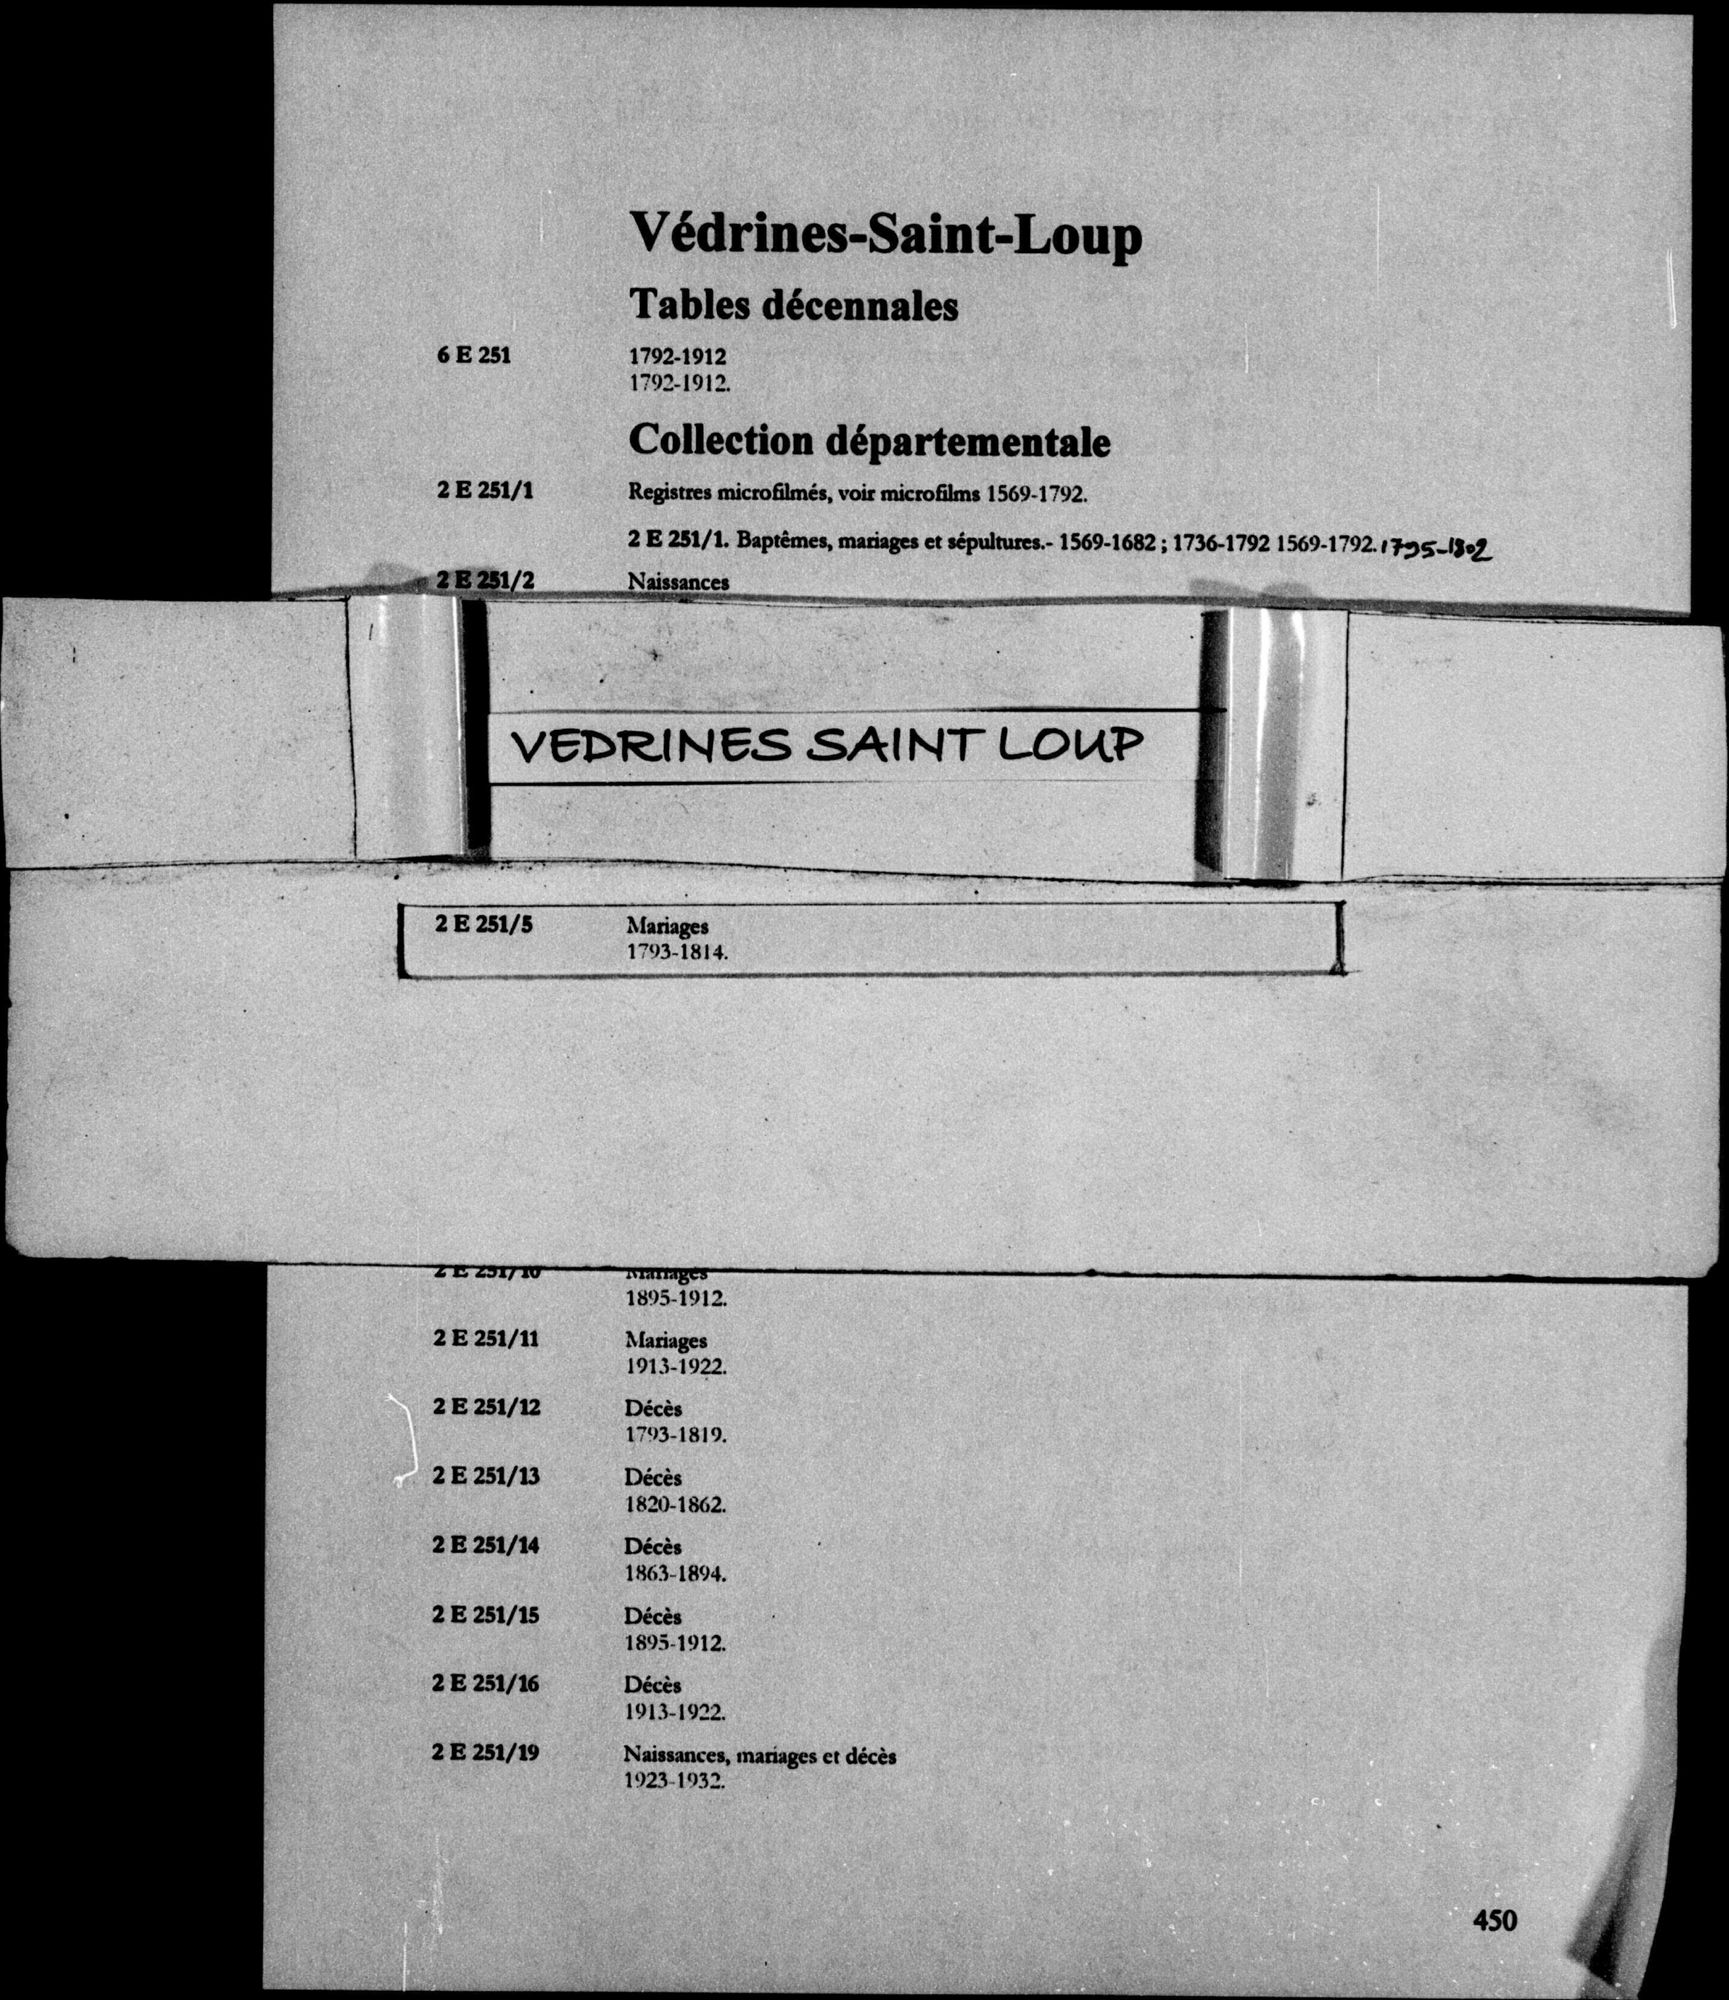 Védrines-Saint-Loup
Tables décennales
6 E 251 1792-1912
1792-1912.
Collection départementale
2 E 251/1 Registres microfilmés, voir microfilms 1569-1792.
2 E 251/1. Baptêmes, mariages et sépultures.- 1569-1682 ; 1736-1792 1569-1792. 1795-1802
2 E 251/2 Naissances
VEDRINES SAINT LOUP
2 E 251/5 Mariages
1793-1814.
2 E 251/10 Mariages
1895-1912.
2 E 251/11 Mariages
1913-1922.
2 E 251/12 Décès
1793-1819.
2 E 251/13 Décès
1820-1862.
2 E 251/14 Décès
1863-1894.
2 E 251/15 Décès
1895-1912.
2 E 251/16 Décès
1913-1922.
2 E 251/19 Naissances, mariages et décès
1923-1932.
450